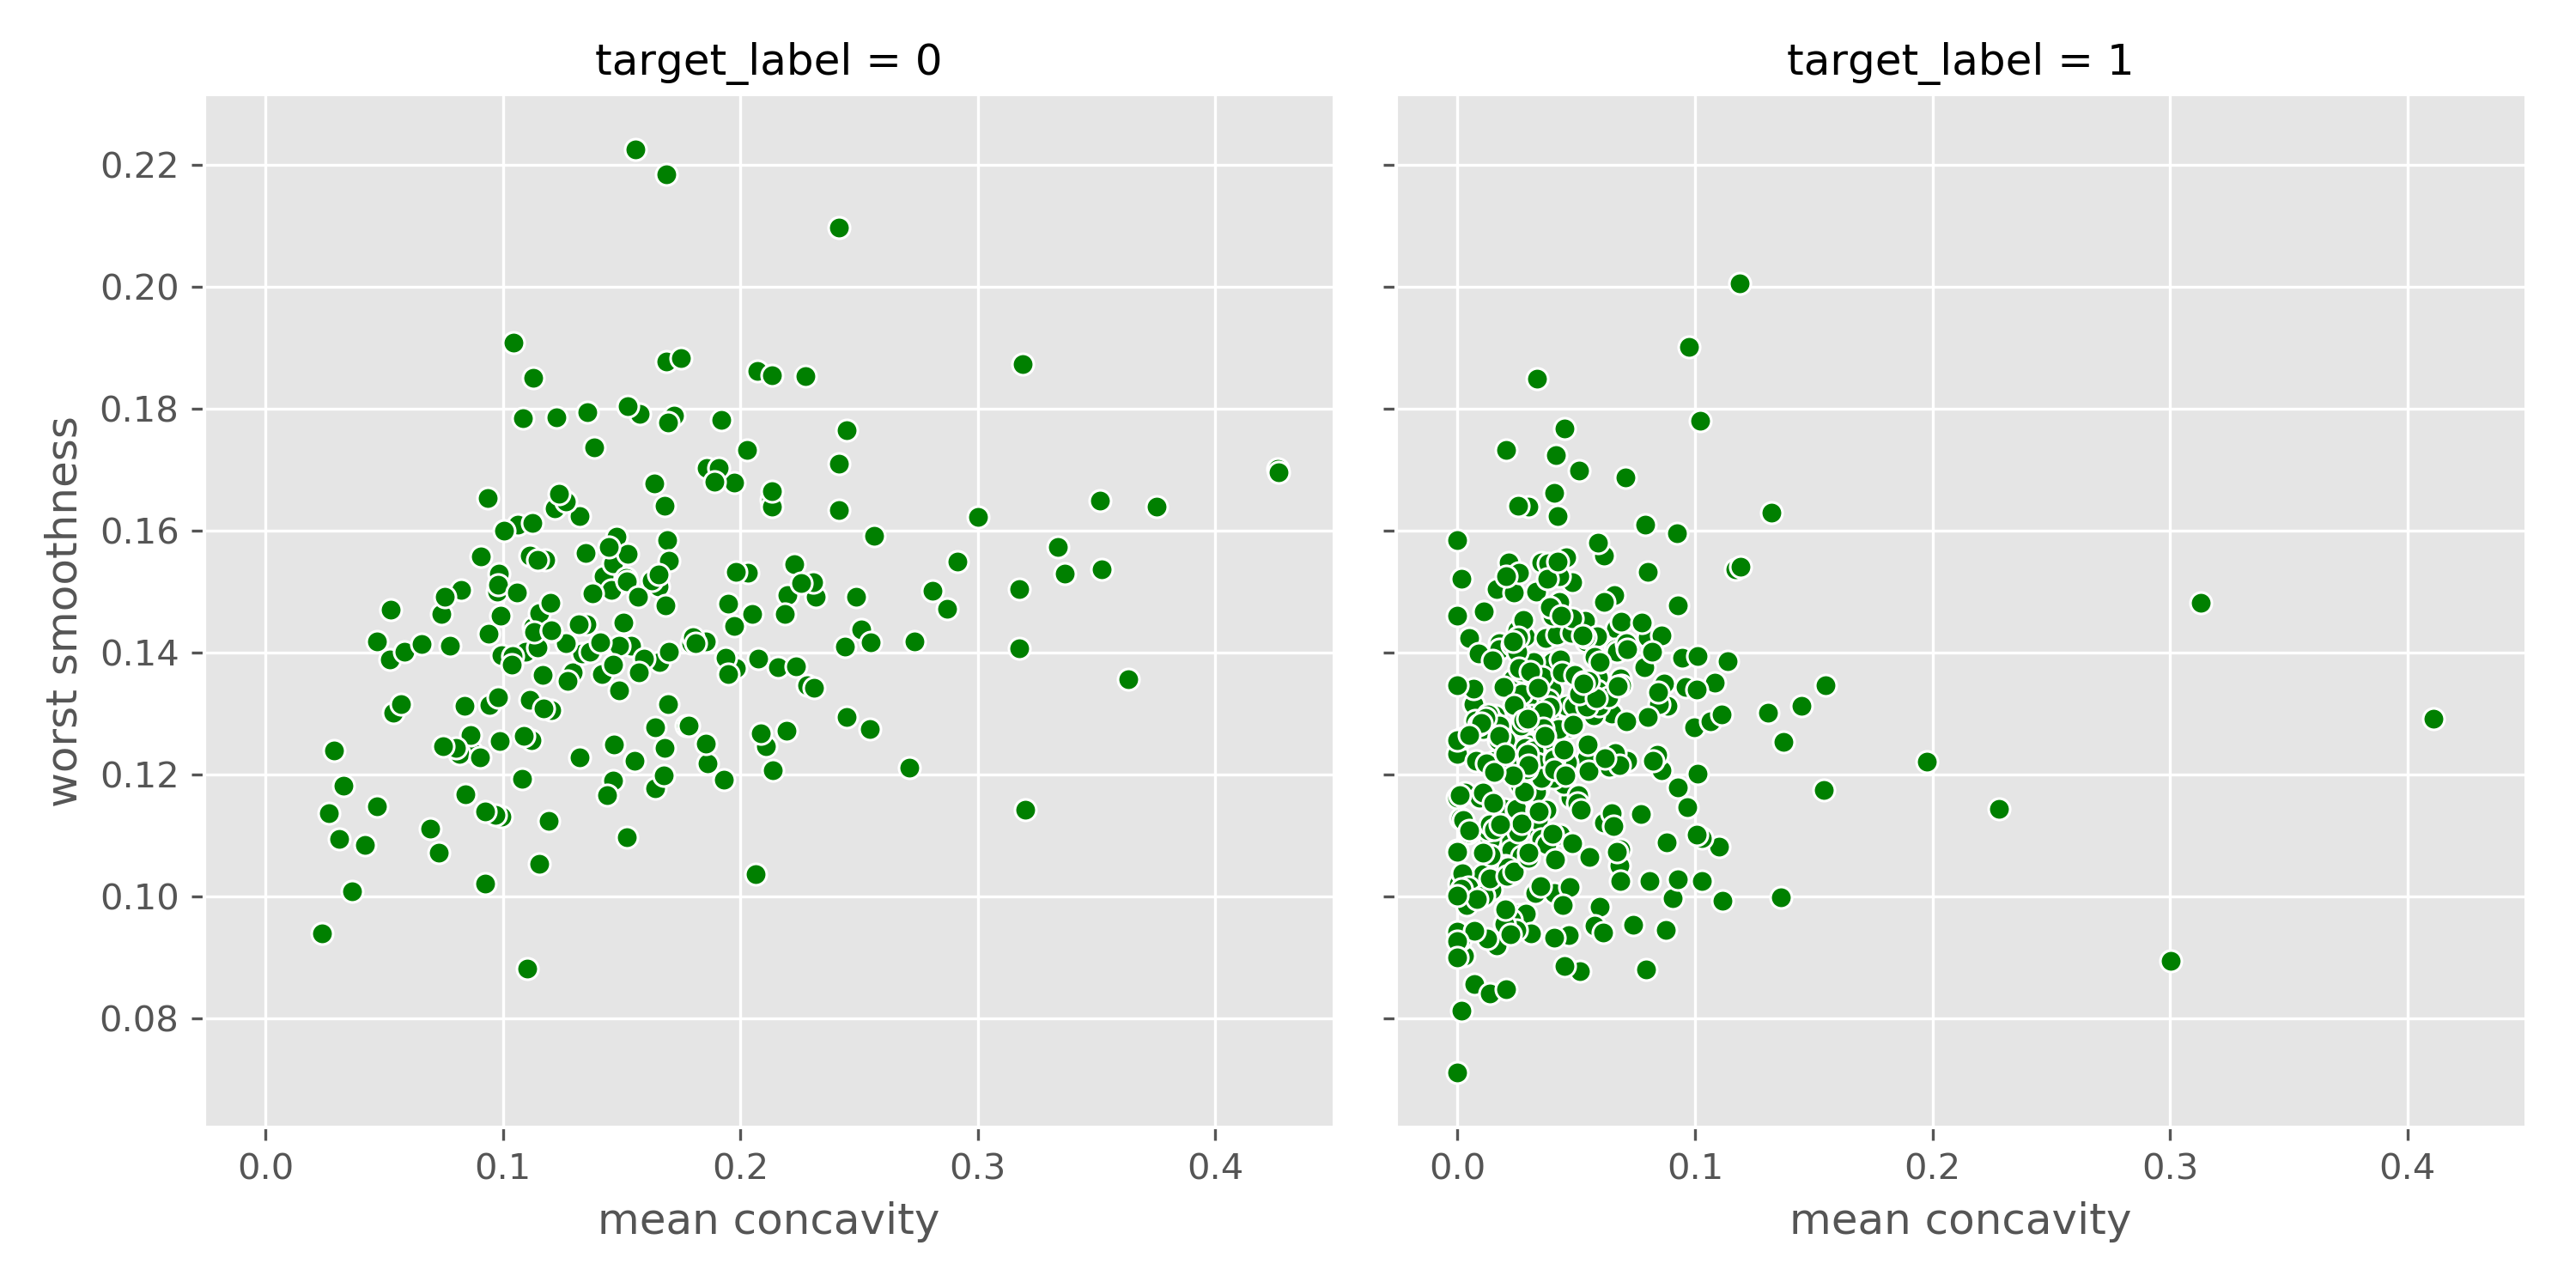 target_label = 0
target_label = 1
worst smoothness
0.22
0.20
0.18
0.16
0.14
0.12
0.10
0.08
0.0 0.1 0.2 0.3 0.4
0.0 0.1 0.2 0.3 0.4
mean concavity
mean concavity